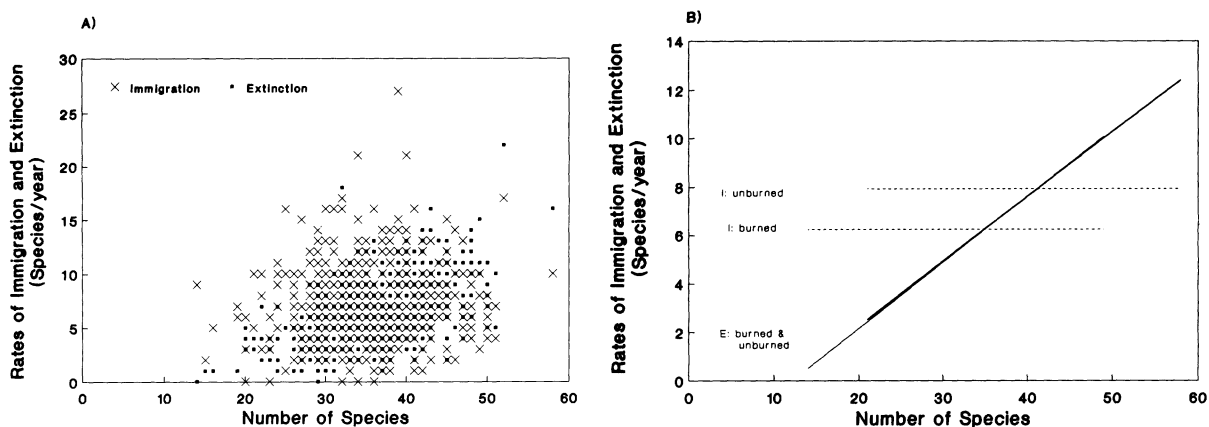 A)
Rates of Immigration and Extinction
(Species/year)
30
25
20
15
10
5
0
× Immigration ▪ Extinction
0 10 20 30 40 50 60
Number of Species
B)
Rates of Immigration and Extinction
(Species/year)
14
12
10
8
6
4
2
0
I: unburned
I: burned
E: burned &
unburned
0 10 20 30 40 50 60
Number of Species